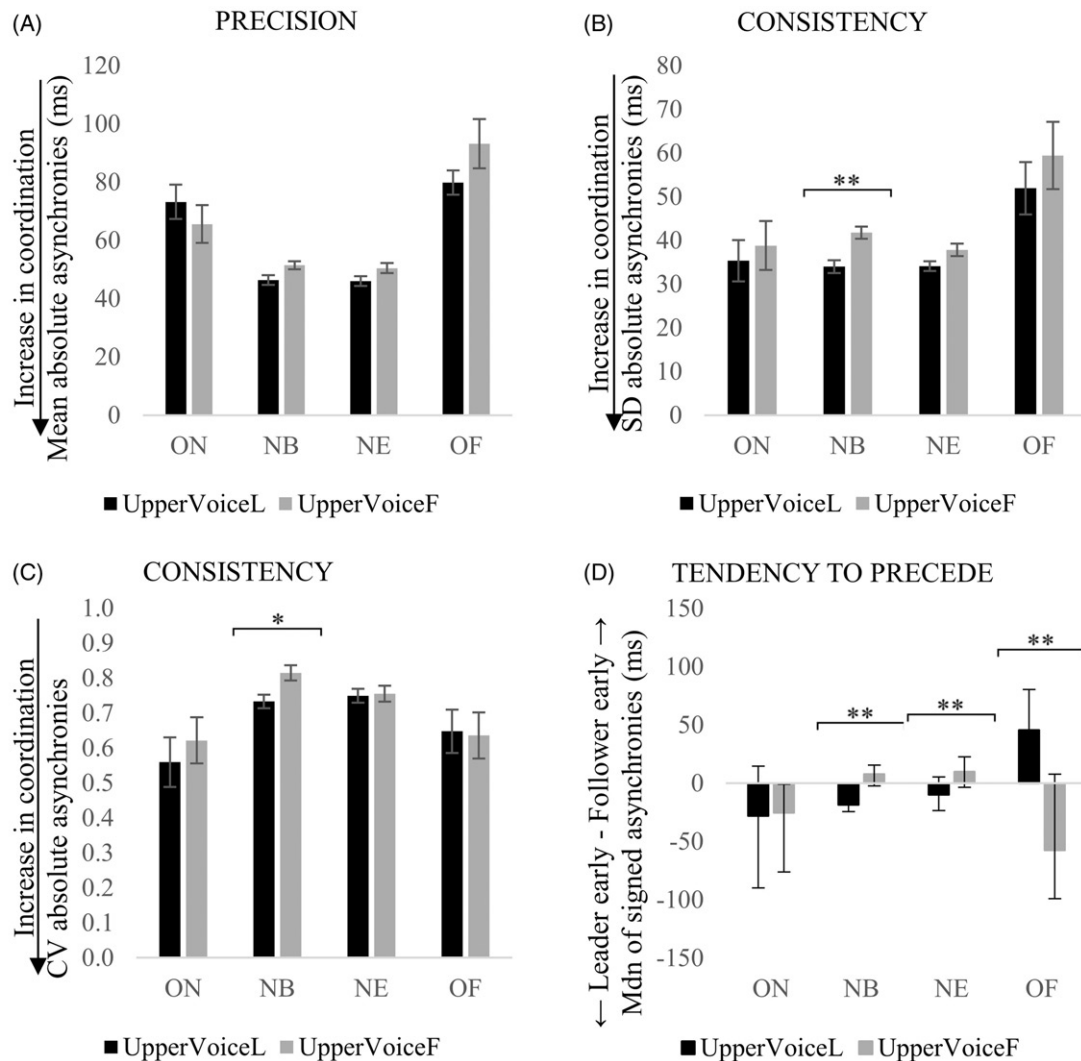 (A) PRECISION
Increase in coordination
Mean absolute asynchronies (ms)
120
100
80
60
40
20
0
ON NB NE OF
UpperVoiceL UpperVoiceF
(B) CONSISTENCY
Increase in coordination
SD absolute asynchronies (ms)
80
70
60
50
40
30
20
10
0
**
ON NB NE OF
UpperVoiceL UpperVoiceF
(C) CONSISTENCY
Increase in coordination
CV absolute asynchronies
1.0
0.9
0.8
0.7
0.6
0.5
0.4
0.3
0.2
0.1
0.0
*
ON NB NE OF
UpperVoiceL UpperVoiceF
(D) TENDENCY TO PRECEDE
← Leader early - Follower early →
Mdn of signed asynchronies (ms)
150
100
50
0
-50
-100
-150
** ** **
ON NB NE OF
UpperVoiceL UpperVoiceF